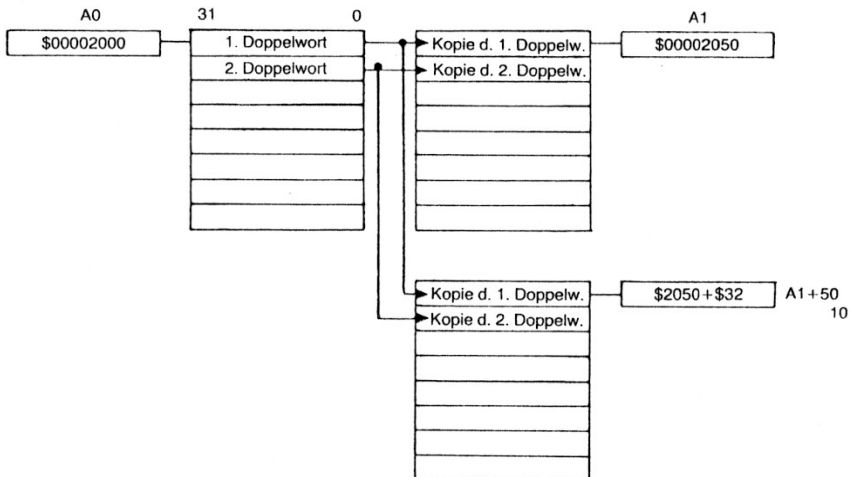 A0 31 0 A1
$00002000 1. Doppelwort Kopie d. 1. Doppelw. $00002050
2. Doppelwort Kopie d. 2. Doppelw.
Kopie d. 1. Doppelw. $2050+$32 A1+50
10
Kopie d. 2. Doppelw.